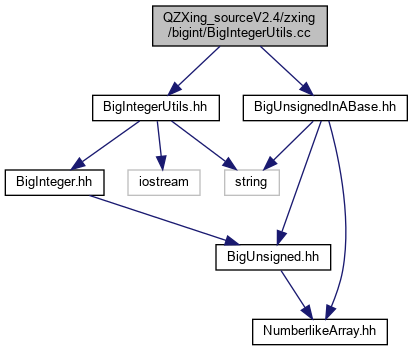 QZXing_sourceV2.4/zxing
/bigint/BigIntegerUtils.cc
BigIntegerUtils.hh
BigUnsignedInABase.hh
BigInteger.hh
iostream
string
BigUnsigned.hh
NumberlikeArray.hh